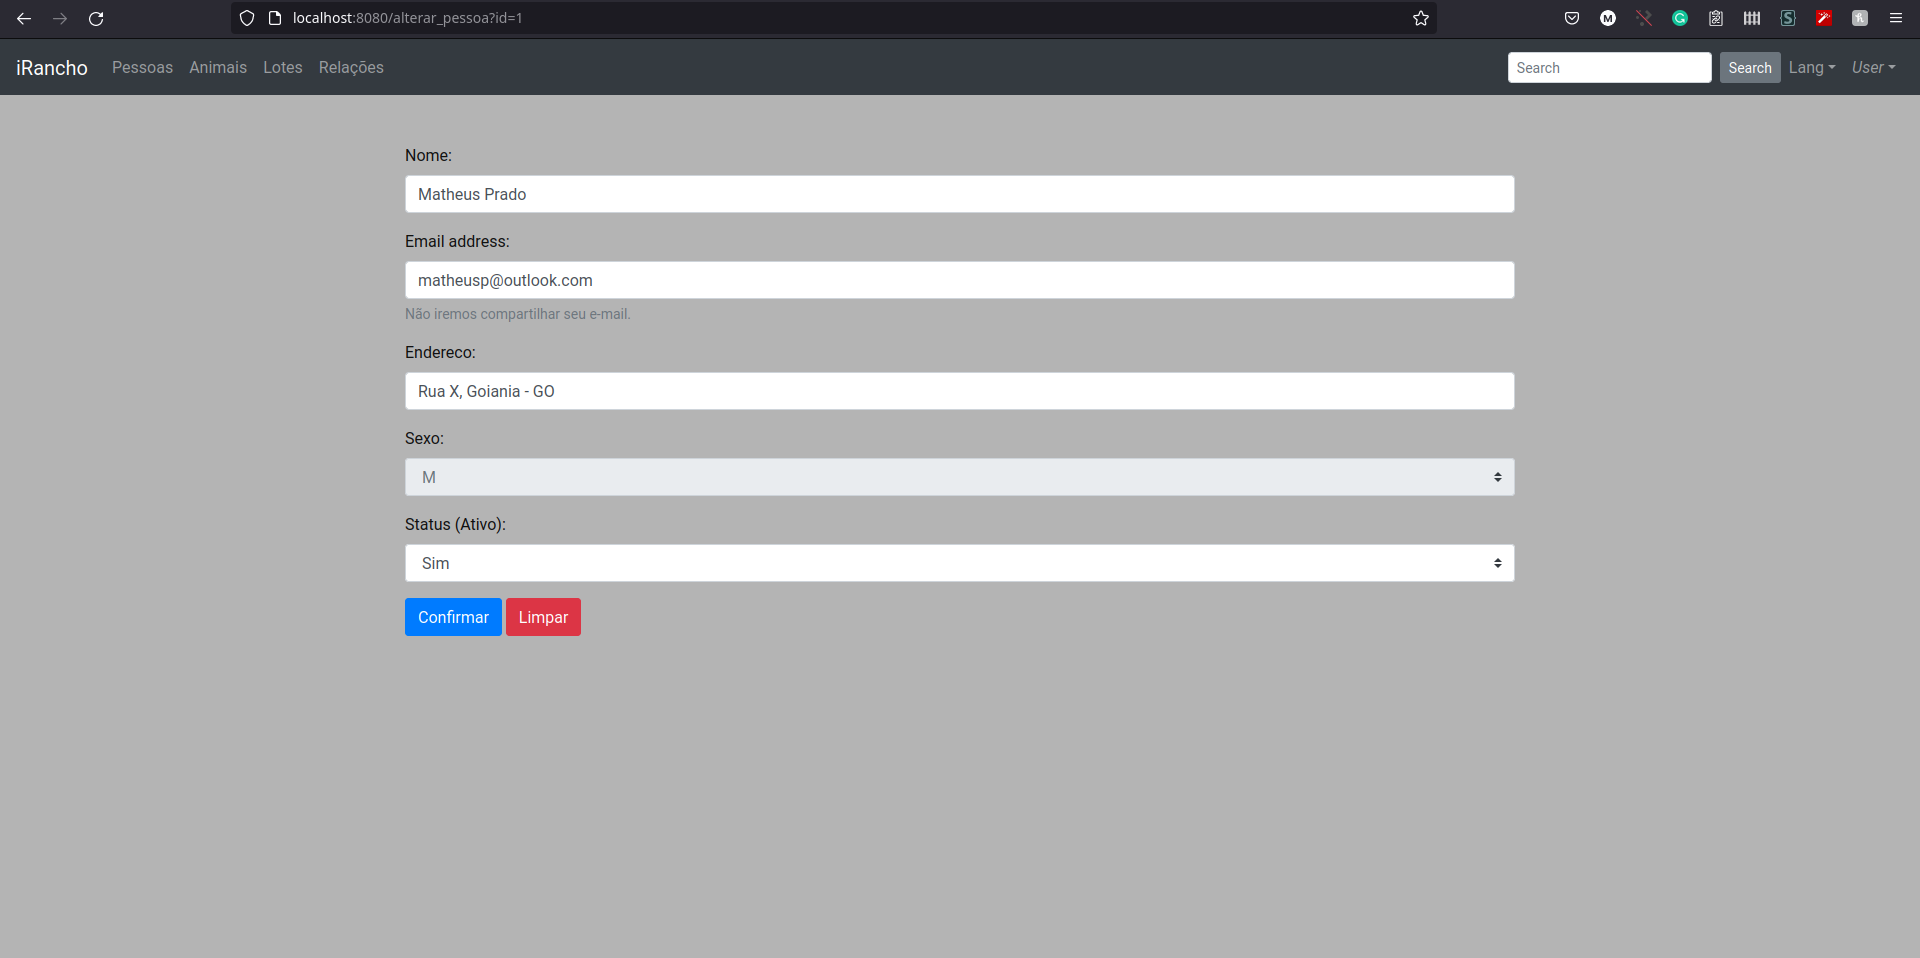 localhost:8080/alterar_pessoa?id=1
iRancho Pessoas Animais Lotes Relações Search Search Lang User
Nome:
Matheus Prado
Email address:
matheusp@outlook.com
Não iremos compartilhar seu e-mail.
Endereco:
Rua X, Goiania - GO
Sexo:
M
Status (Ativo):
Sim
Confirmar Limpar